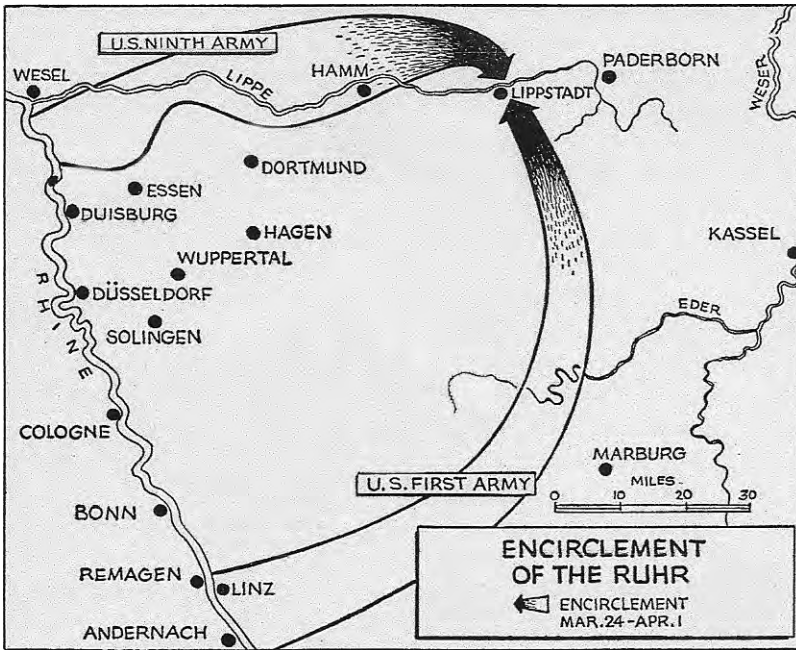 U.S. NINTH ARMY
WESEL
LIPPE
HAMM
LIPPSTADT
PADERBORN
WESER
DORTMUND
ESSEN
DUISBURG
HAGEN
WUPPERTAL
KASSEL
DÜSSELDORF
SOLINGEN
RHINE
EDER
COLOGNE
MARBURG
MILES
0 10 20 30
U.S. FIRST ARMY
BONN
REMAGEN
LINZ
ANDERNACH
ENCIRCLEMENT
OF THE RUHR
ENCIRCLEMENT
MAR. 24-APR. 1